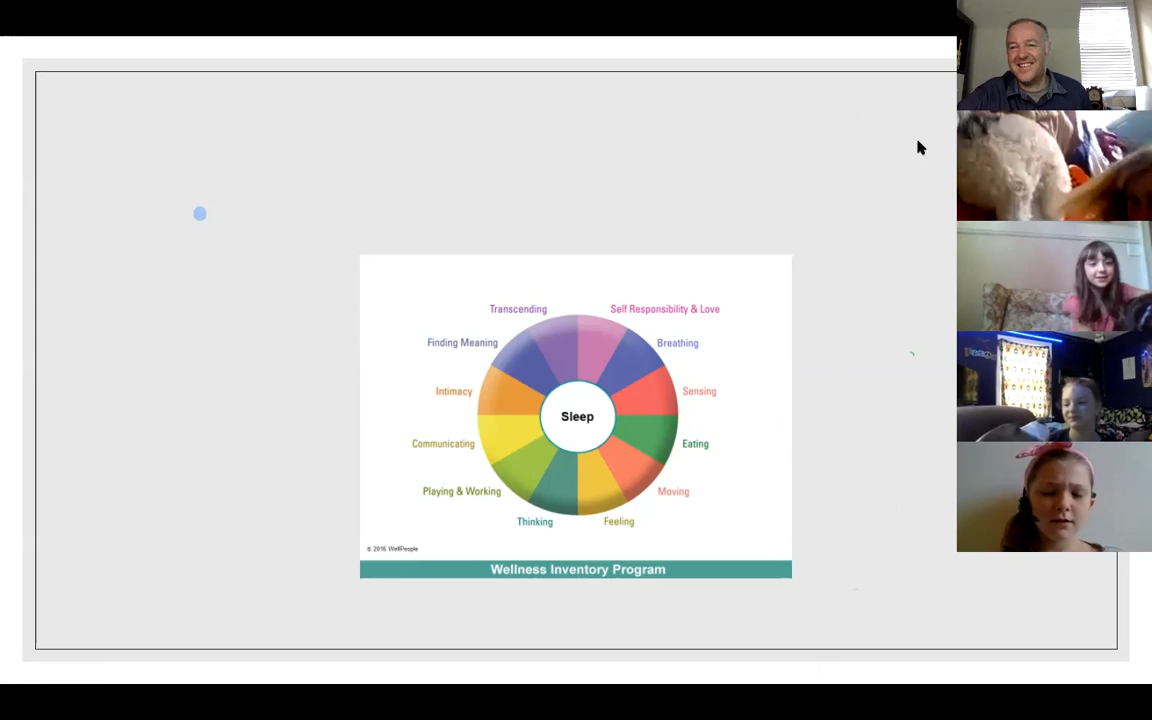 Transcending
Self Responsibility & Love
Finding Meaning
Breathing
Intimacy
Sensing
Sleep
Communicating
Eating
Playing & Working
Moving
Thinking
Feeling
© 2016 WellPeople
Wellness Inventory Program